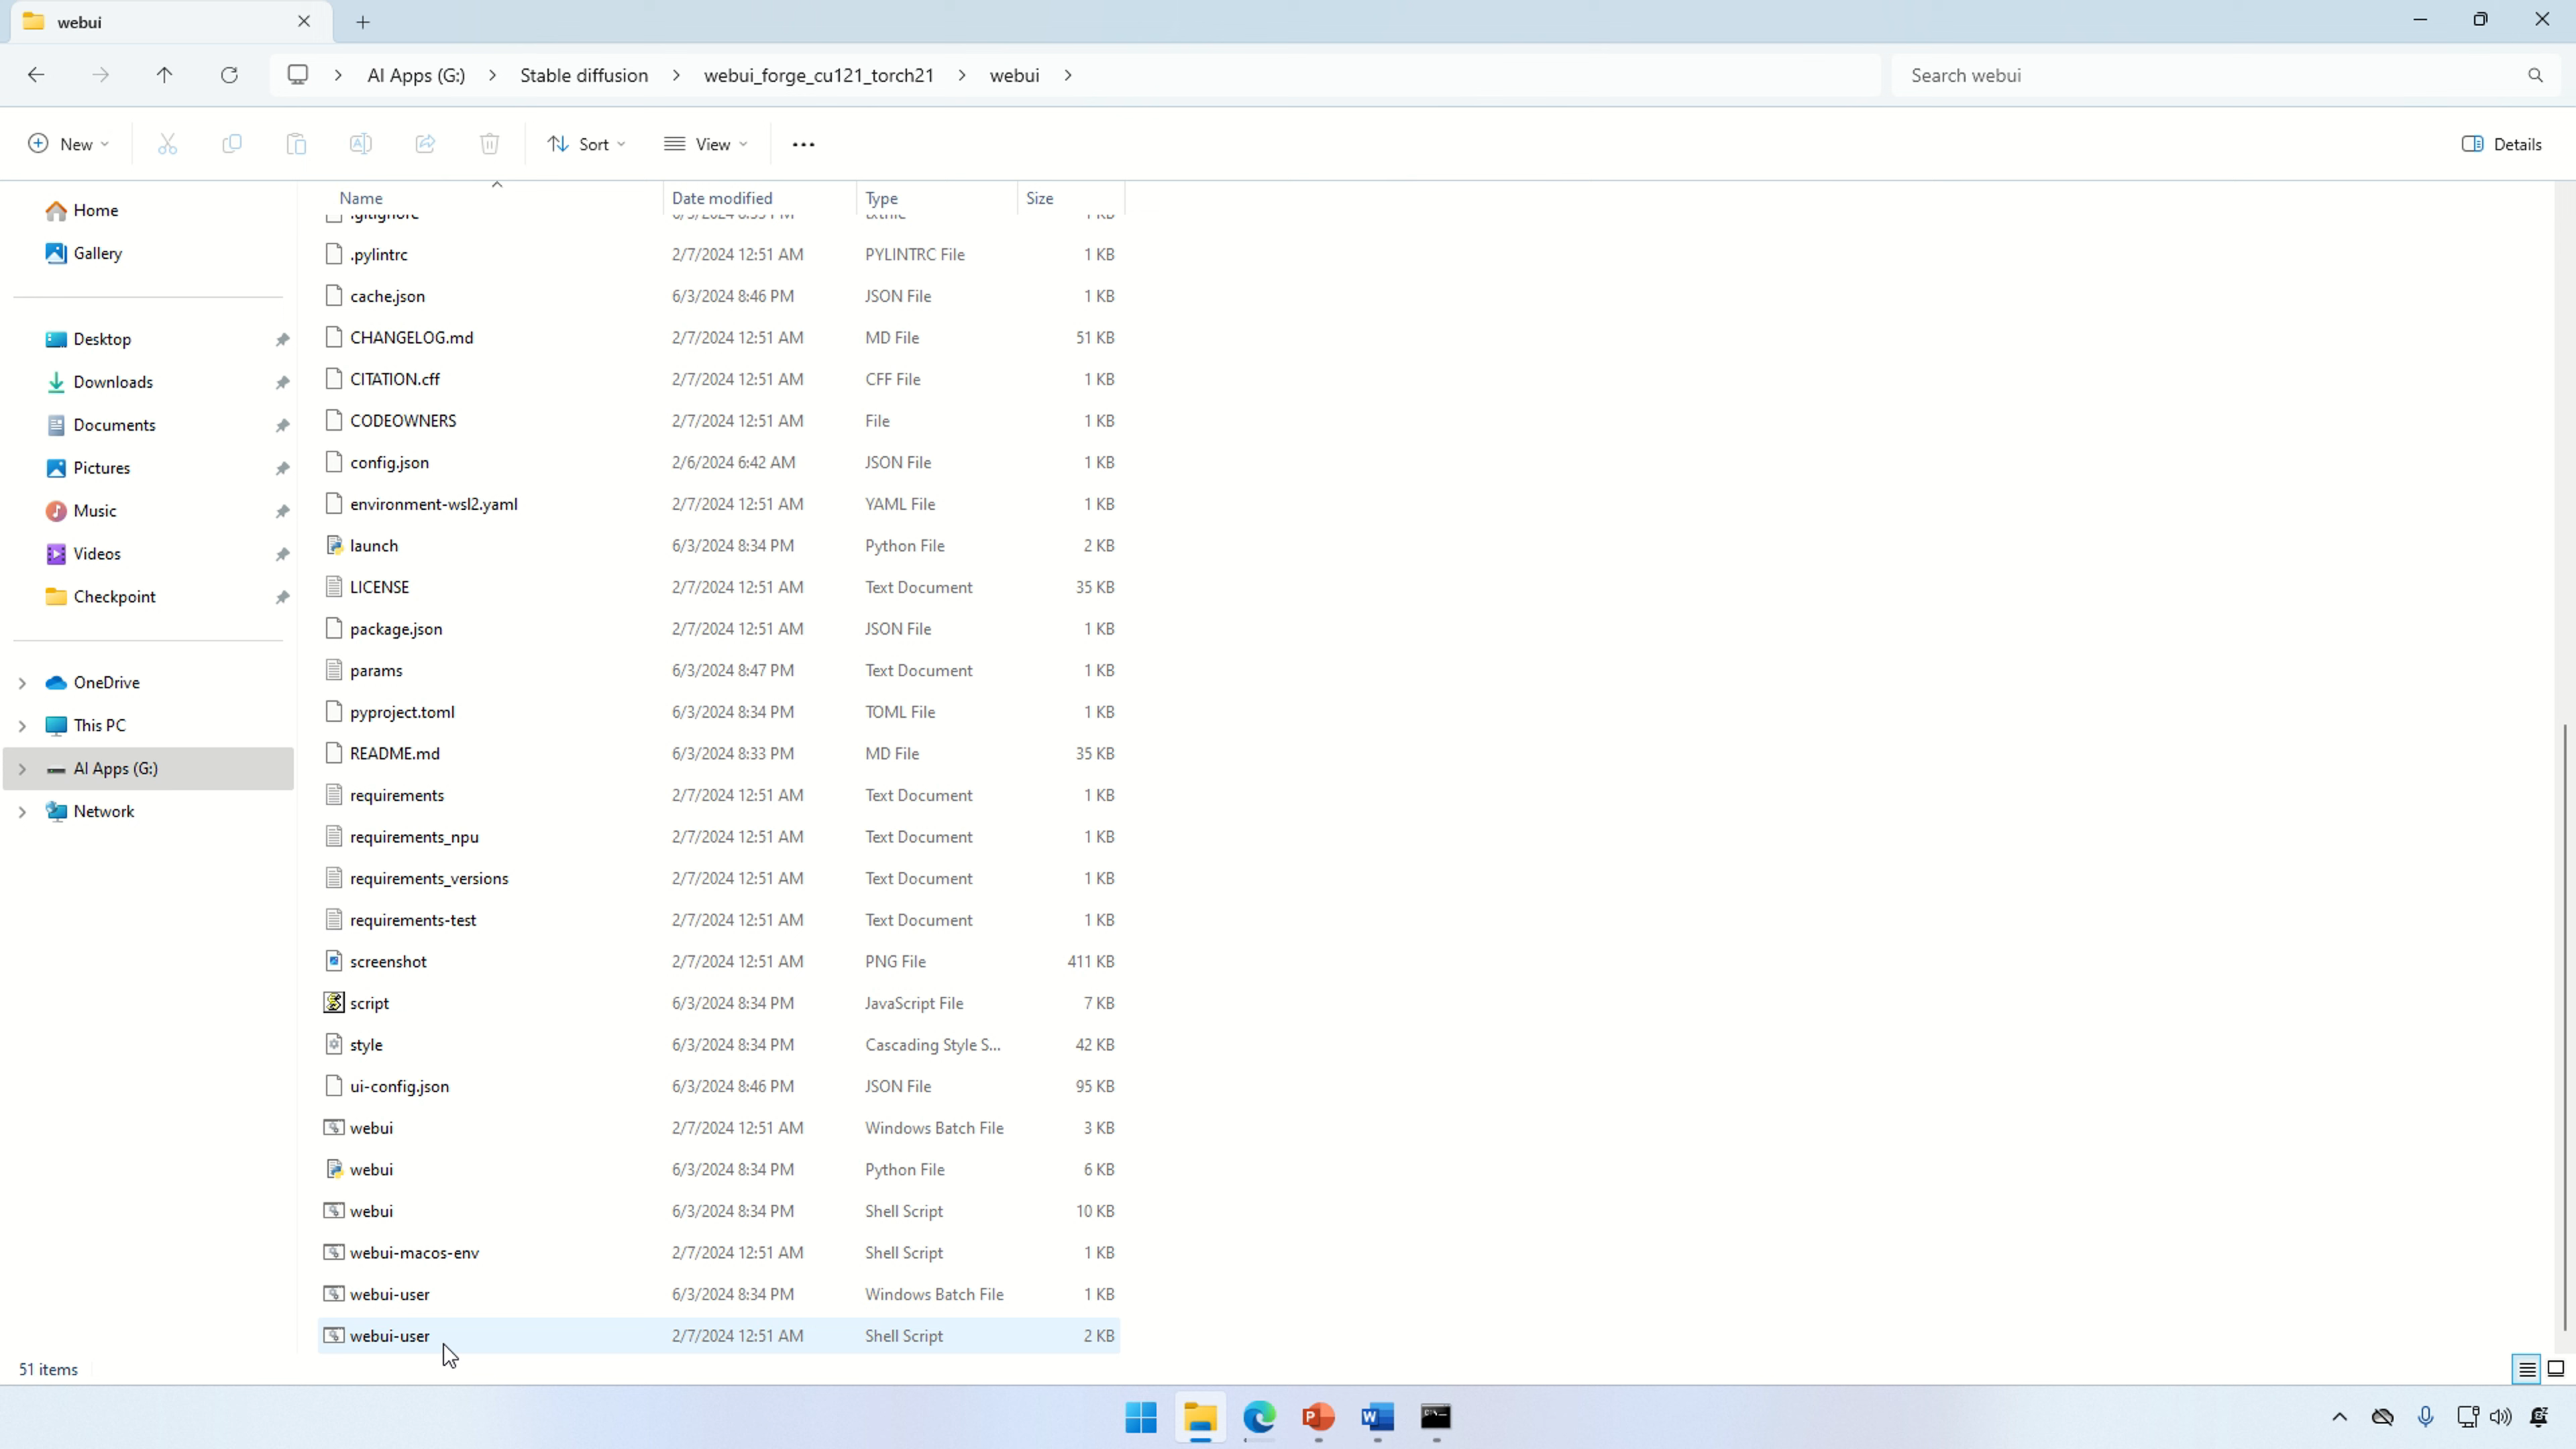 webui
AI Apps (G:) Stable diffusion webui_forge_cu121_torch21 webui
Search webui
New Sort View Details
Home
Gallery
Desktop
Downloads
Documents
Pictures
Music
Videos
Checkpoint
OneDrive
This PC
AI Apps (G:)
Network
Name Date modified Type Size
.pylintrc 2/7/2024 12:51 AM PYLINTRC File 1 KB
cache.json 6/3/2024 8:46 PM JSON File 1 KB
CHANGELOG.md 2/7/2024 12:51 AM MD File 51 KB
CITATION.cff 2/7/2024 12:51 AM CFF File 1 KB
CODEOWNERS 2/7/2024 12:51 AM File 1 KB
config.json 2/6/2024 6:42 AM JSON File 1 KB
environment-wsl2.yaml 2/7/2024 12:51 AM YAML File 1 KB
launch 6/3/2024 8:34 PM Python File 2 KB
LICENSE 2/7/2024 12:51 AM Text Document 35 KB
package.json 2/7/2024 12:51 AM JSON File 1 KB
params 6/3/2024 8:47 PM Text Document 1 KB
pyproject.toml 6/3/2024 8:34 PM TOML File 1 KB
README.md 6/3/2024 8:33 PM MD File 35 KB
requirements 2/7/2024 12:51 AM Text Document 1 KB
requirements_npu 2/7/2024 12:51 AM Text Document 1 KB
requirements_versions 2/7/2024 12:51 AM Text Document 1 KB
requirements-test 2/7/2024 12:51 AM Text Document 1 KB
screenshot 2/7/2024 12:51 AM PNG File 411 KB
script 6/3/2024 8:34 PM JavaScript File 7 KB
style 6/3/2024 8:34 PM Cascading Style S... 42 KB
ui-config.json 6/3/2024 8:46 PM JSON File 95 KB
webui 2/7/2024 12:51 AM Windows Batch File 3 KB
webui 6/3/2024 8:34 PM Python File 6 KB
webui 6/3/2024 8:34 PM Shell Script 10 KB
webui-macos-env 2/7/2024 12:51 AM Shell Script 1 KB
webui-user 6/3/2024 8:34 PM Windows Batch File 1 KB
webui-user 2/7/2024 12:51 AM Shell Script 2 KB
51 items